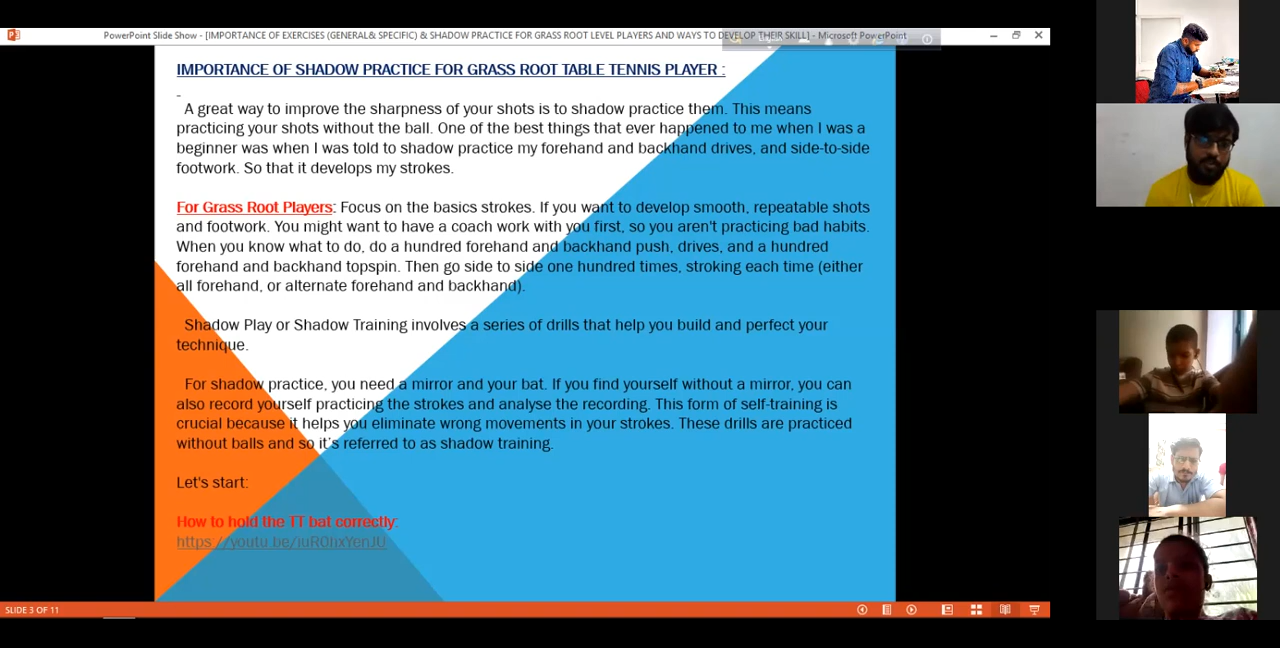 PowerPoint Slide Show - [IMPORTANCE OF EXERCISES (GENERAL& SPECIFIC) & SHADOW PRACTICE FOR GRASS ROOT LEVEL PLAYERS AND WAYS TO DEVELOP THEIR SKILL] - Microsoft PowerPoint
IMPORTANCE OF SHADOW PRACTICE FOR GRASS ROOT TABLE TENNIS PLAYER :
A great way to improve the sharpness of your shots is to shadow practice them. This means
practicing your shots without the ball. One of the best things that ever happened to me when I was a
beginner was when I was told to shadow practice my forehand and backhand drives, and side-to-side
footwork. So that it develops my strokes.
For Grass Root Players: Focus on the basics strokes. If you want to develop smooth, repeatable shots
and footwork. You might want to have a coach work with you first, so you aren't practicing bad habits.
When you know what to do, do a hundred forehand and backhand push, drives, and a hundred
forehand and backhand topspin. Then go side to side one hundred times, stroking each time (either
all forehand, or alternate forehand and backhand).
Shadow Play or Shadow Training involves a series of drills that help you build and perfect your
technique.
For shadow practice, you need a mirror and your bat. If you find yourself without a mirror, you can
also record yourself practicing the strokes and analyse the recording. This form of self-training is
crucial because it helps you eliminate wrong movements in your strokes. These drills are practiced
without balls and so it's referred to as shadow training.
Let's start:
How to hold the TT bat correctly:
SLIDE 3 OF 11